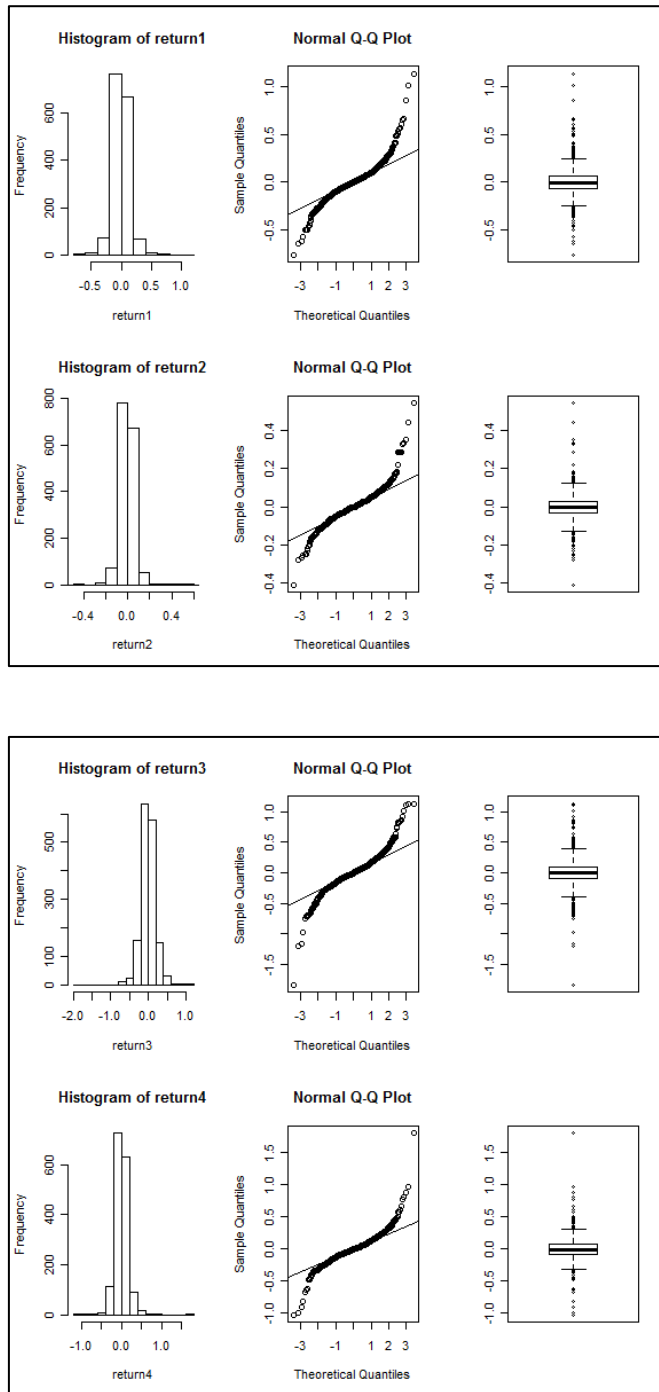 Histogram of return1
Normal Q-Q Plot
Frequency
0 200 400 600
-0.5 0.0 0.5 1.0
return1
Sample Quantiles
-0.5 0.0 0.5 1.0
-3 -1 1 2 3
Theoretical Quantiles
-0.5 0.0 0.5 1.0
Histogram of return2
Normal Q-Q Plot
Frequency
0 200 400 600 800
-0.4 0.0 0.4
return2
Sample Quantiles
-0.4 -0.2 0.0 0.2 0.4
-3 -1 1 2 3
Theoretical Quantiles
-0.4 -0.2 0.0 0.2 0.4
Histogram of return3
Normal Q-Q Plot
Frequency
0 100 300 500
-2.0 -1.0 0.0 1.0
return3
Sample Quantiles
-1.5 -0.5 0.0 0.5 1.0
-3 -1 1 2 3
Theoretical Quantiles
-1.5 -0.5 0.0 0.5 1.0
Histogram of return4
Normal Q-Q Plot
Frequency
0 200 400 600
-1.0 0.0 1.0
return4
Sample Quantiles
-1.0 -0.5 0.0 0.5 1.0 1.5
-3 -1 1 2 3
Theoretical Quantiles
-1.0 -0.5 0.0 0.5 1.0 1.5